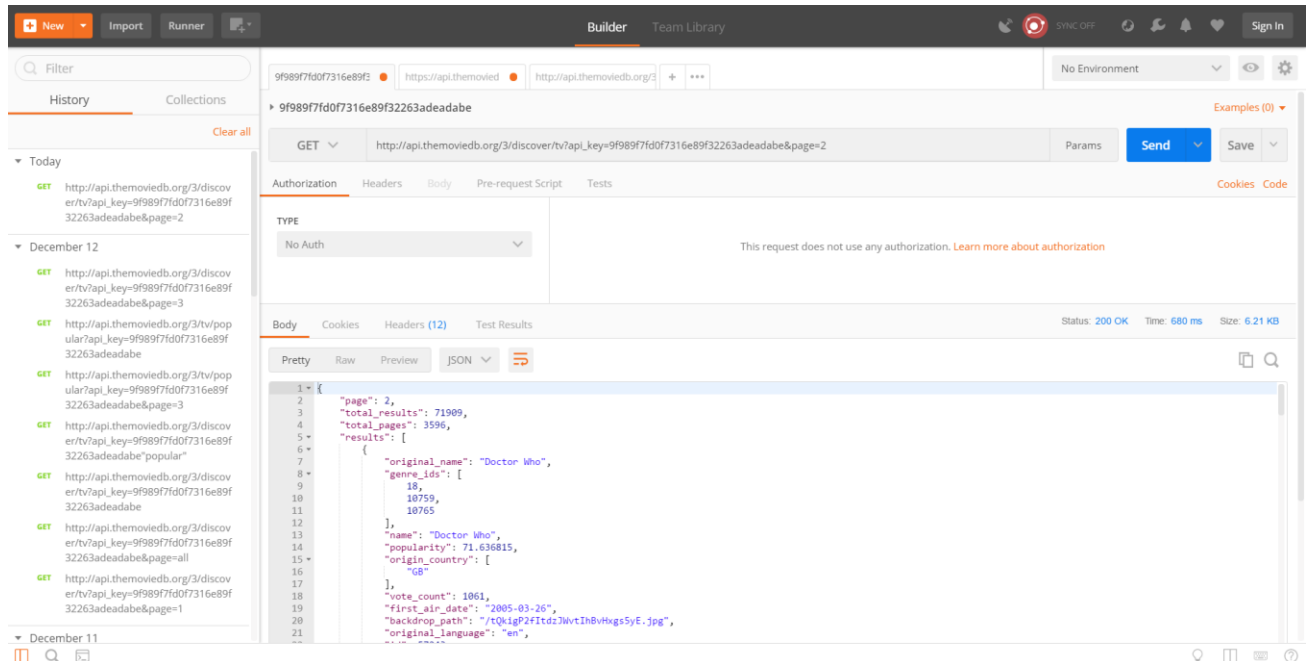 New Import Runner Builder Team Library SYNC OFF Sign In
Filter
History Collections
Clear all
Today
GET http://api.themoviedb.org/3/discov
er/tv?api_key=9f989f7fd0f7316e89f
32263adeadabe&page=2
December 12
GET http://api.themoviedb.org/3/discov
er/tv?api_key=9f989f7fd0f7316e89f
32263adeadabe&page=3
GET http://api.themoviedb.org/3/tv/pop
ular?api_key=9f989f7fd0f7316e89f
32263adeadabe
GET http://api.themoviedb.org/3/tv/pop
ular?api_key=9f989f7fd0f7316e89f
32263adeadabe&page=3
GET http://api.themoviedb.org/3/discov
er/tv?api_key=9f989f7fd0f7316e89f
32263adeadabe"popular"
GET http://api.themoviedb.org/3/discov
er/tv?api_key=9f989f7fd0f7316e89f
32263adeadabe
GET http://api.themoviedb.org/3/discov
er/tv?api_key=9f989f7fd0f7316e89f
32263adeadabe&page=all
GET http://api.themoviedb.org/3/discov
er/tv?api_key=9f989f7fd0f7316e89f
32263adeadabe&page=1
December 11
9f989f7fd0f7316e89f3 https://api.themovied http://api.themoviedb.org/3 + •••
No Environment
9f989f7fd0f7316e89f32263adeadabe Examples (0)
GET http://api.themoviedb.org/3/discover/tv?api_key=9f989f7fd0f7316e89f32263adeadabe&page=2 Params Send Save
Authorization Headers Body Pre-request Script Tests Cookies Code
TYPE
No Auth
This request does not use any authorization. Learn more about authorization
Body Cookies Headers (12) Test Results Status: 200 OK Time: 680 ms Size: 6.21 KB
Pretty Raw Preview JSON
1 {
2 "page": 2,
3 "total_results": 71909,
4 "total_pages": 3596,
5 "results": [
6 {
7 "original_name": "Doctor Who",
8 "genre_ids": [
9 18,
10 10759,
11 10765
12 ],
13 "name": "Doctor Who",
14 "popularity": 71.636815,
15 "origin_country": [
16 "GB"
17 ],
18 "vote_count": 1061,
19 "first_air_date": "2005-03-26",
20 "backdrop_path": "/tQkigP2fItdzJWvtIhBvHxgs5yE.jpg",
21 "original_language": "en",